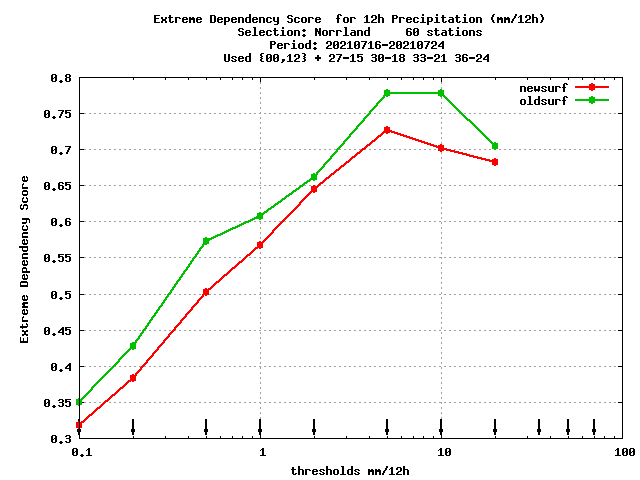 Extreme Dependency Score for 12h Precipitation (mm/12h)
Selection: Norrland 60 stations
Period: 20210716-20210724
Used {00,12} + 27-15 30-18 33-21 36-24
newsurf
oldsurf
Extreme Dependency Score
0.8
0.75
0.7
0.65
0.6
0.55
0.5
0.45
0.4
0.35
0.3
0.1 1 10 100
thresholds mm/12h